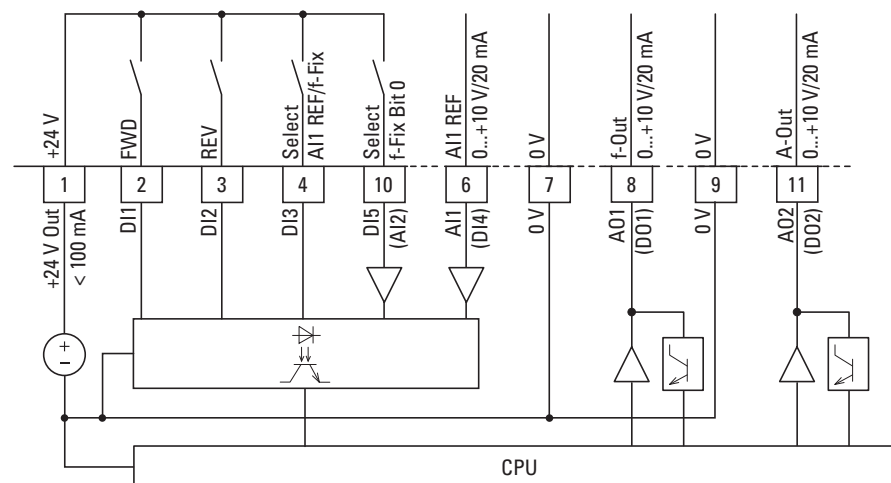 +24 V
FWD
REV
Select
AI1 REF/f-Fix
Select
f-Fix Bit 0
AI1 REF
0...+10 V/20 mA
0 V
f-Out
0...+10 V/20 mA
0 V
A-Out
0...+10 V/20 mA
1
2
3
4
10
6
7
8
9
11
+24 V Out
< 100 mA
DI1
DI2
DI3
DI5
(AI2)
AI1
(DI4)
0 V
AO1
(DO1)
0 V
AO2
(DO2)
+
–
CPU